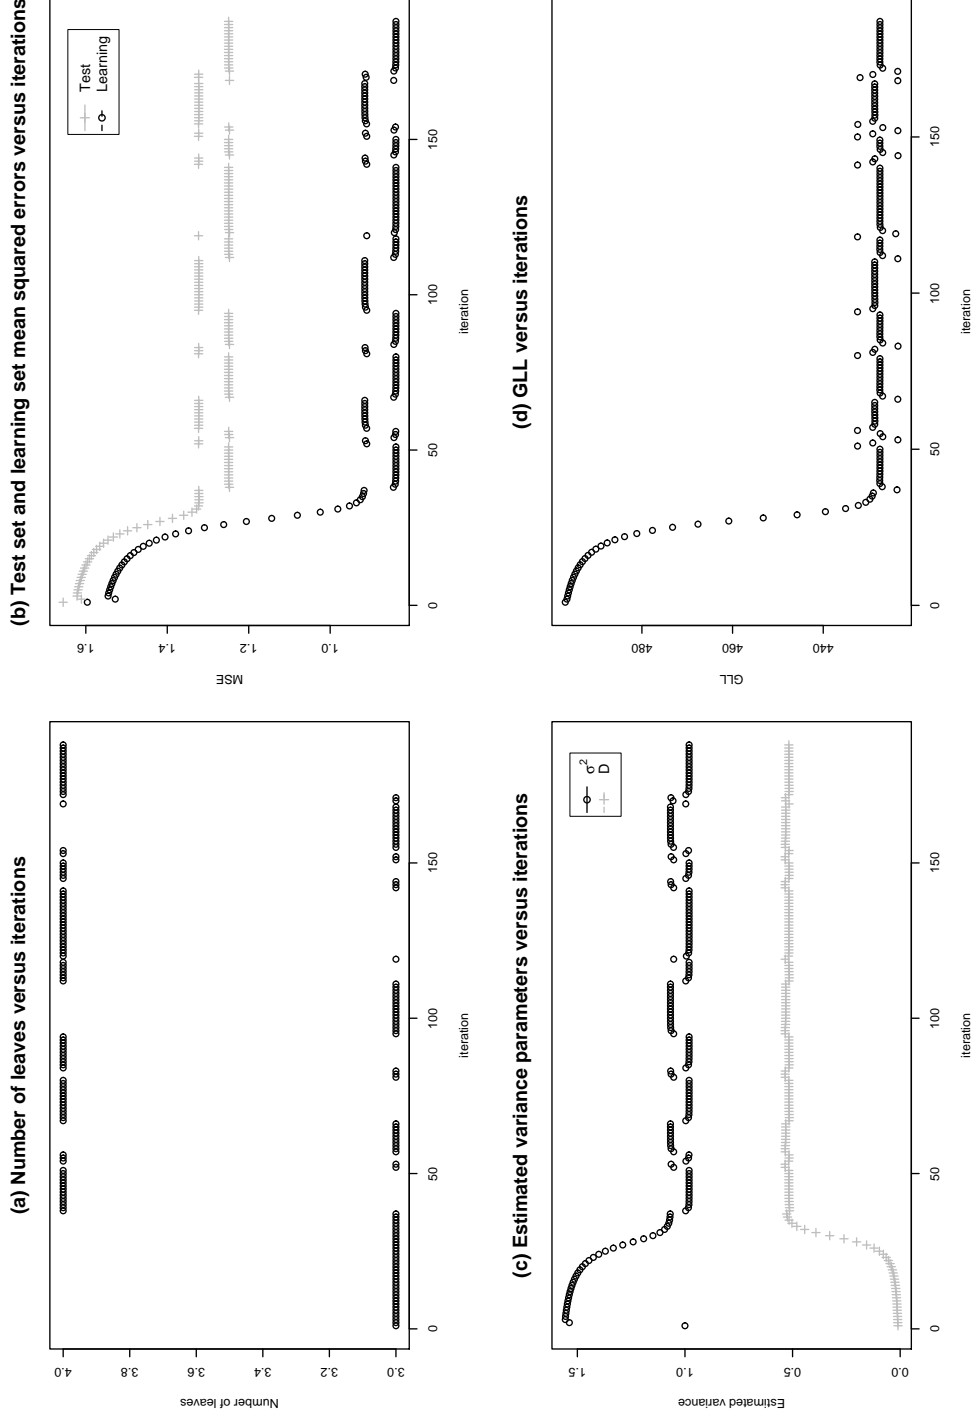 (a) Number of leaves versus iterations
Number of leaves
4.0
3.8
3.6
3.4
3.2
3.0
0
50
100
150
iteration
(b) Test set and learning set mean squared errors versus iterations
MSE
1.6
1.4
1.2
1.0
0
50
100
150
iteration
Test
Learning
(c) Estimated variance parameters versus iterations
Estimated variance
1.5
1.0
0.5
0.0
0
50
100
150
iteration
σ²
D
(d) GLL versus iterations
GLL
480
460
440
0
50
100
150
iteration